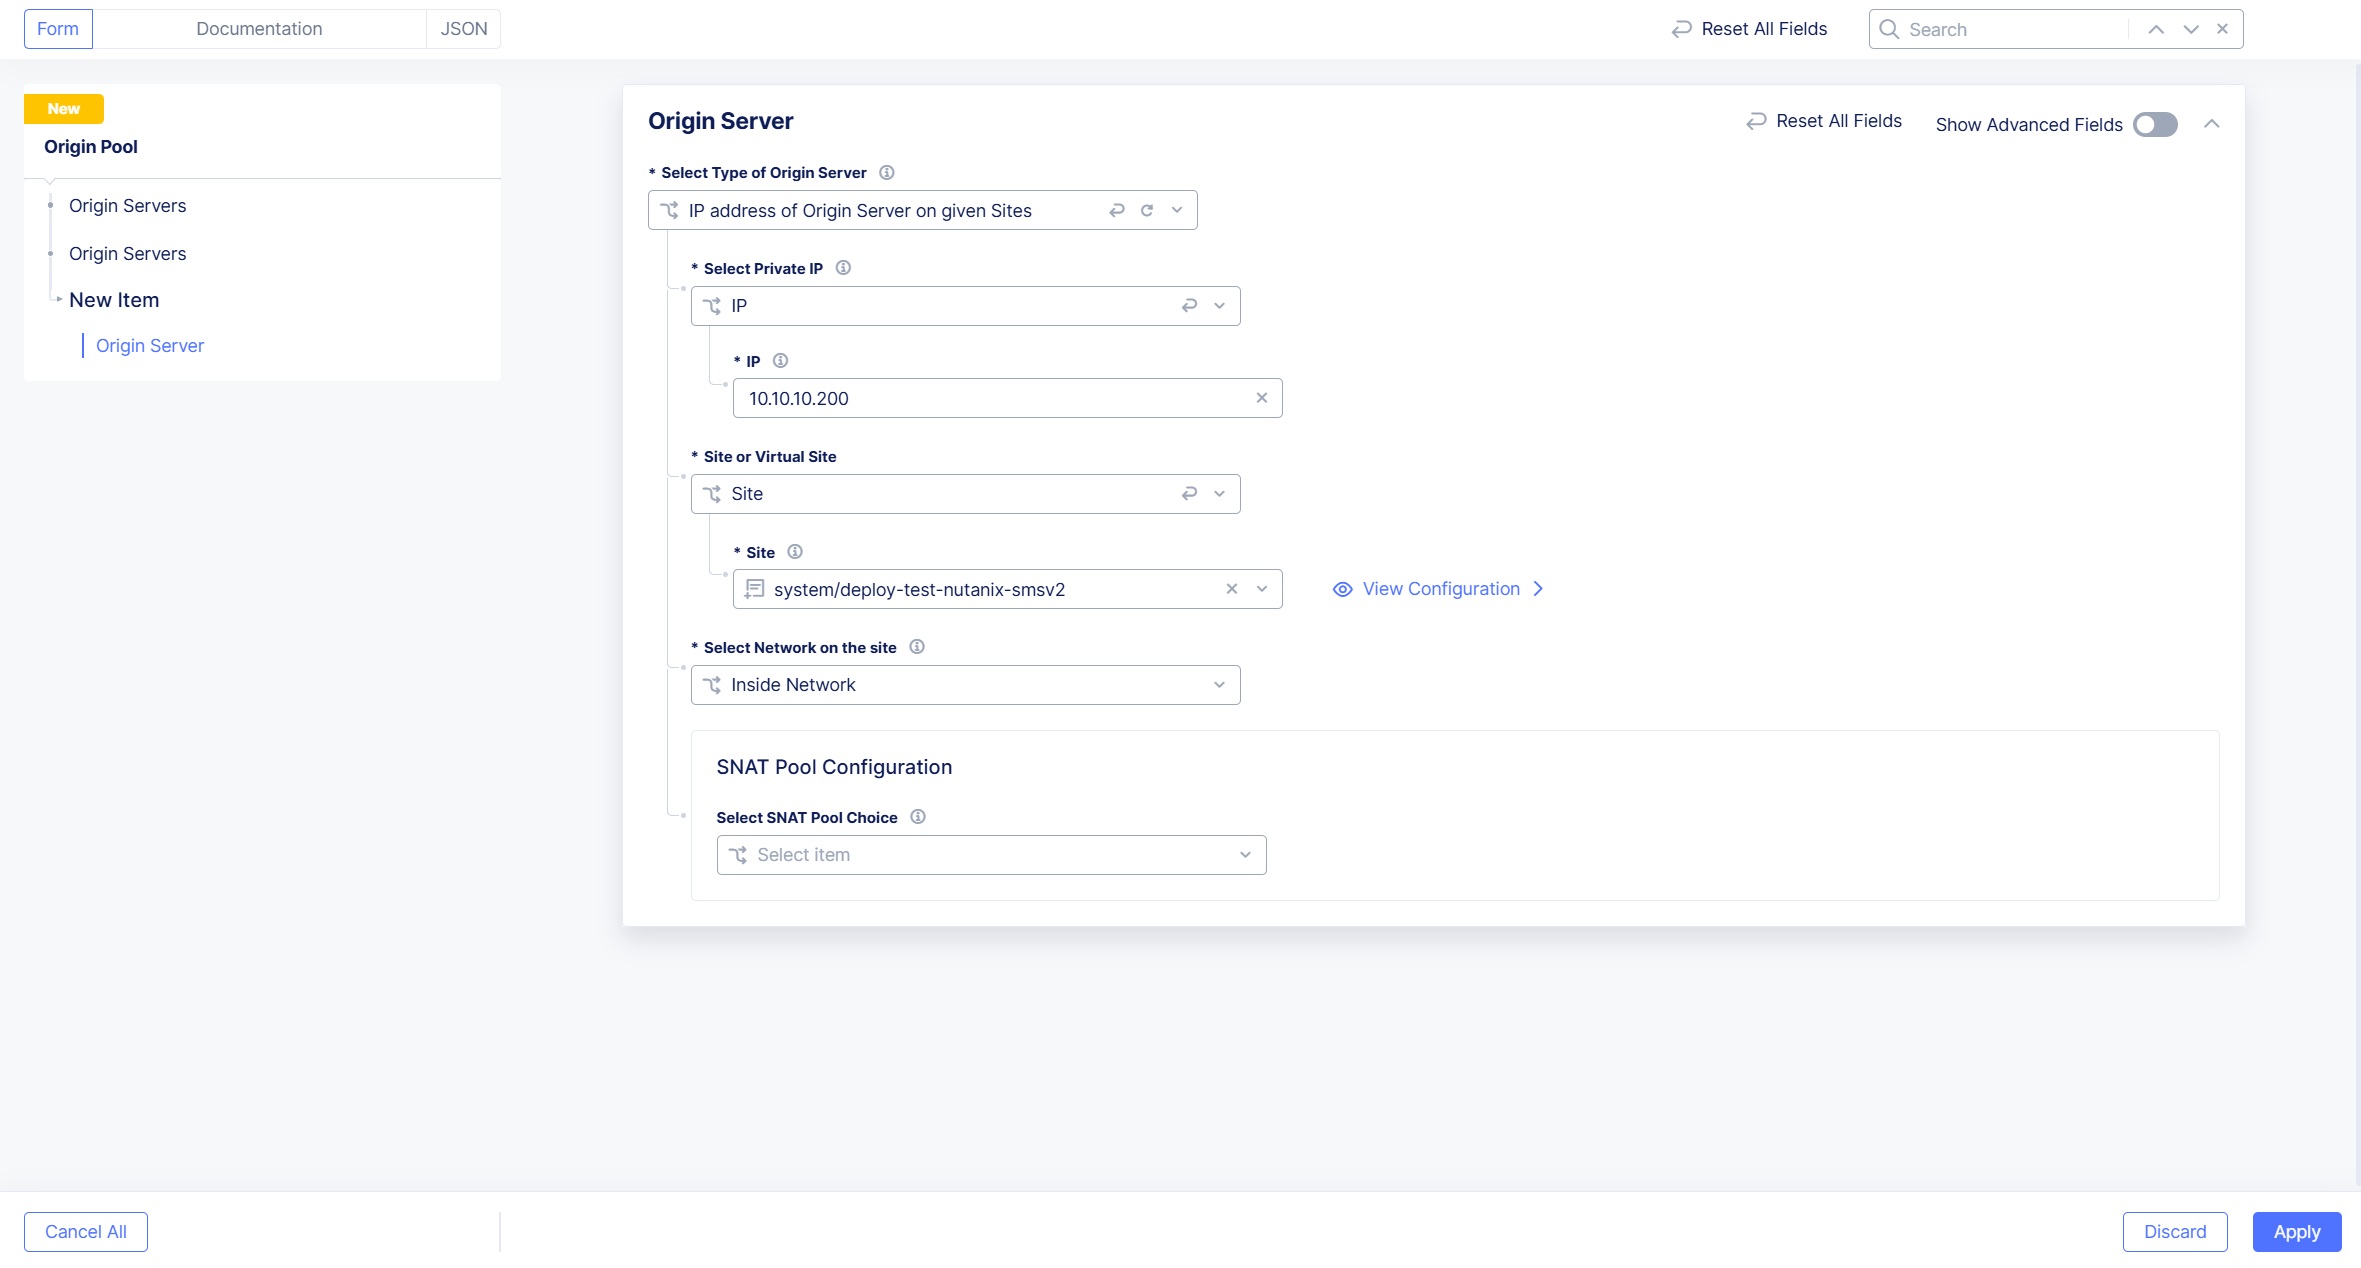 Form
Documentation
JSON
Reset All Fields
Search
New
Origin Pool
Origin Servers
Origin Servers
New Item
Origin Server
Origin Server
Reset All Fields
Show Advanced Fields
* Select Type of Origin Server
IP address of Origin Server on given Sites
* Select Private IP
IP
* IP
10.10.10.200
* Site or Virtual Site
Site
* Site
system/deploy-test-nutanix-smsv2
View Configuration
* Select Network on the site
Inside Network
SNAT Pool Configuration
Select SNAT Pool Choice
Select item
Cancel All
Discard
Apply